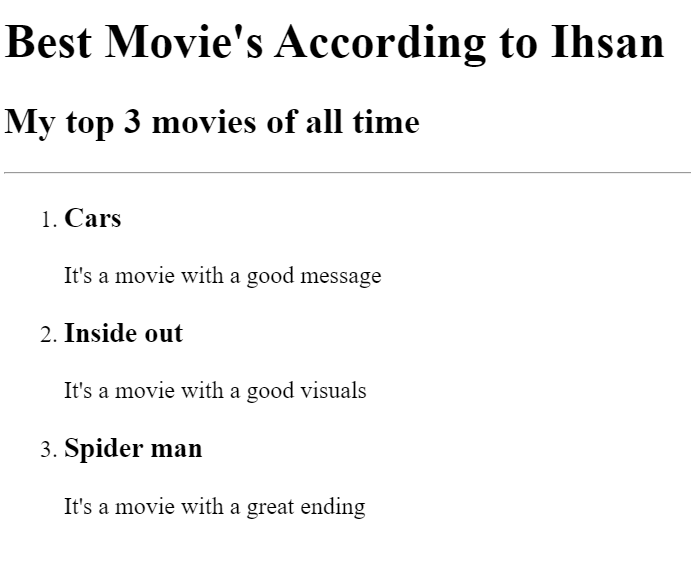 Best Movie's According to Ihsan
My top 3 movies of all time
1. Cars
It's a movie with a good message
2. Inside out
It's a movie with a good visuals
3. Spider man
It's a movie with a great ending